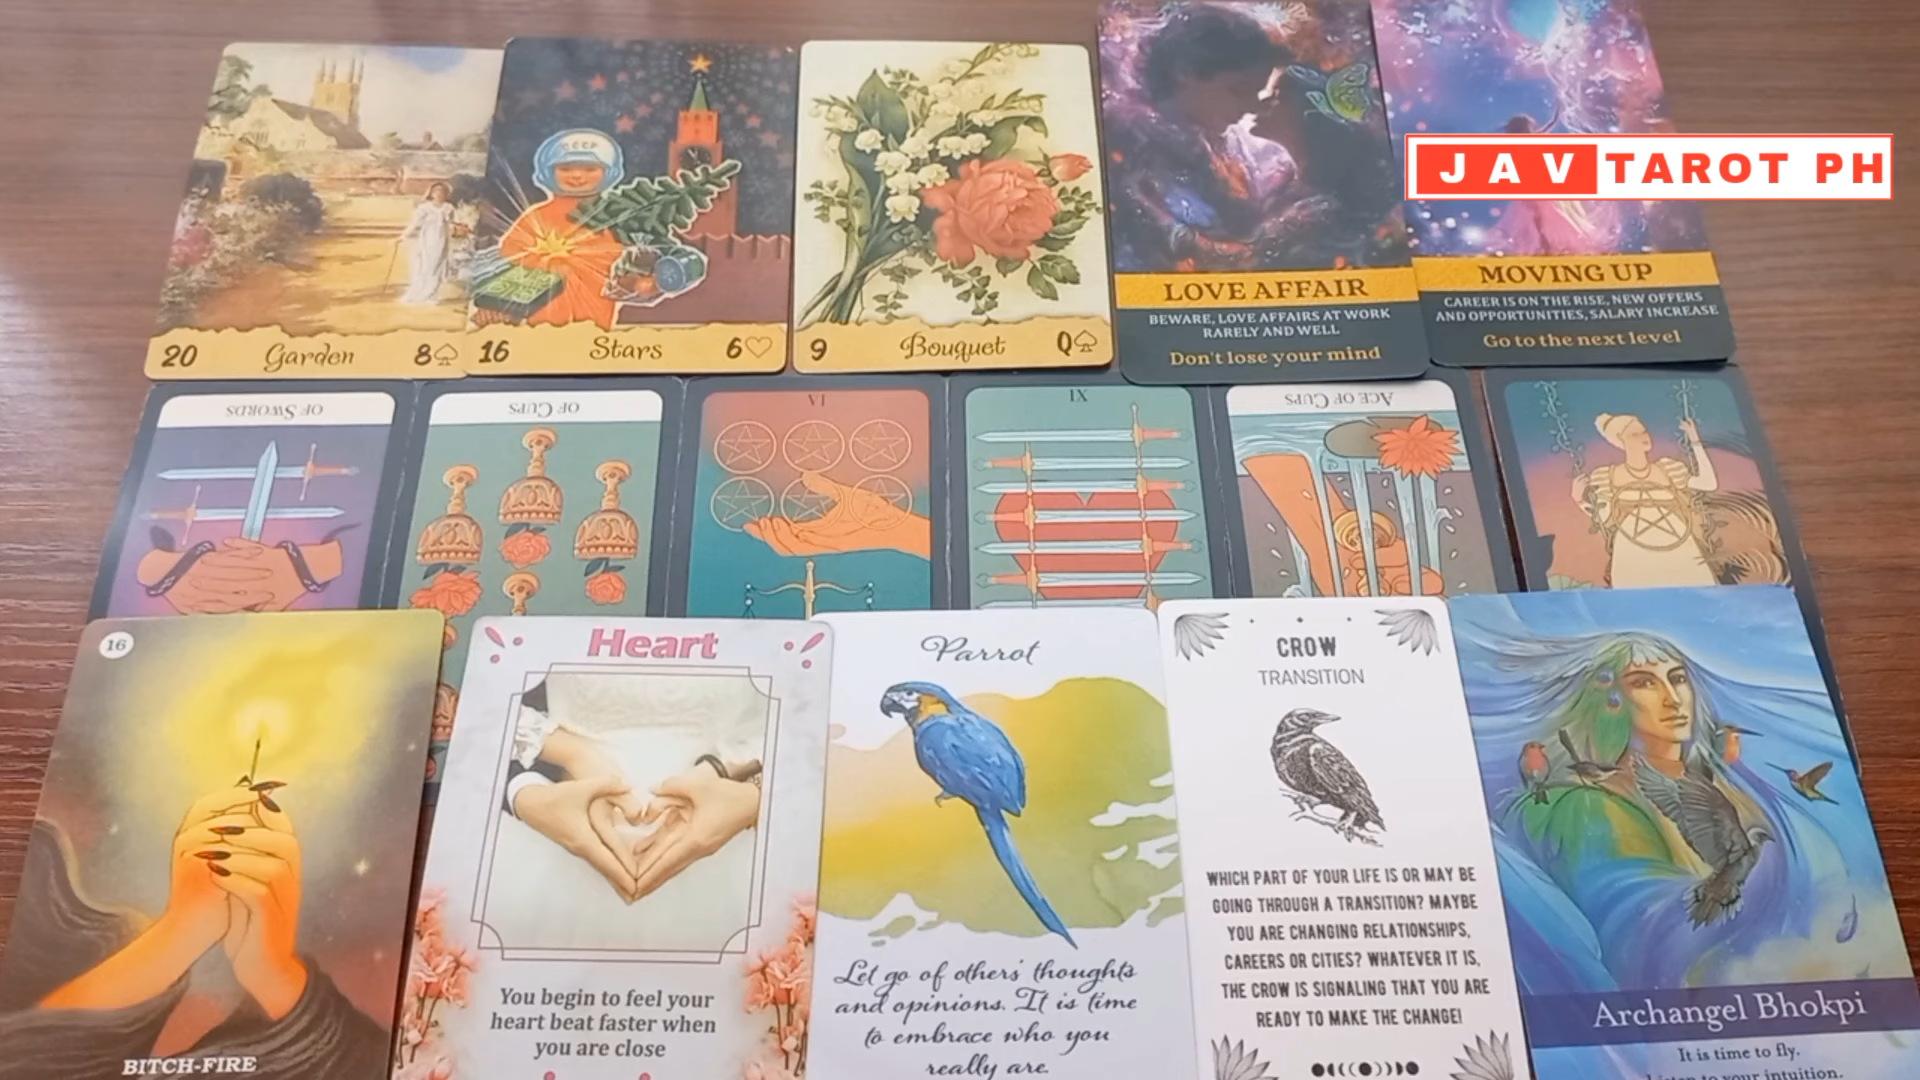 JAV TAROT PH
20 Garden 8
CCCP
16 Stars 6
9 Bouquet Q
LOVE AFFAIR
BEWARE, LOVE AFFAIRS AT WORK
RARELY AND WELL
Don't lose your mind
MOVING UP
CAREER IS ON THE RISE, NEW OFFERS
AND OPPORTUNITIES, SALARY INCREASE
Go to the next level
OF SWORDS
OF CUPS
VI
XI
ACE OF CUPS
16
BITCH-FIRE
Heart
You begin to feel your
heart beat faster when
you are close
Parrot
Let go of others' thoughts
and opinions. It is time
to embrace who you
really are.
CROW
TRANSITION
WHICH PART OF YOUR LIFE IS OR MAY BE
GOING THROUGH A TRANSITION? MAYBE
YOU ARE CHANGING RELATIONSHIPS,
CAREERS OR CITIES? WHATEVER IT IS,
THE CROW IS SIGNALING THAT YOU ARE
READY TO MAKE THE CHANGE!
Archangel Bhokpi
It is time to fly.
Listen to your intuition.